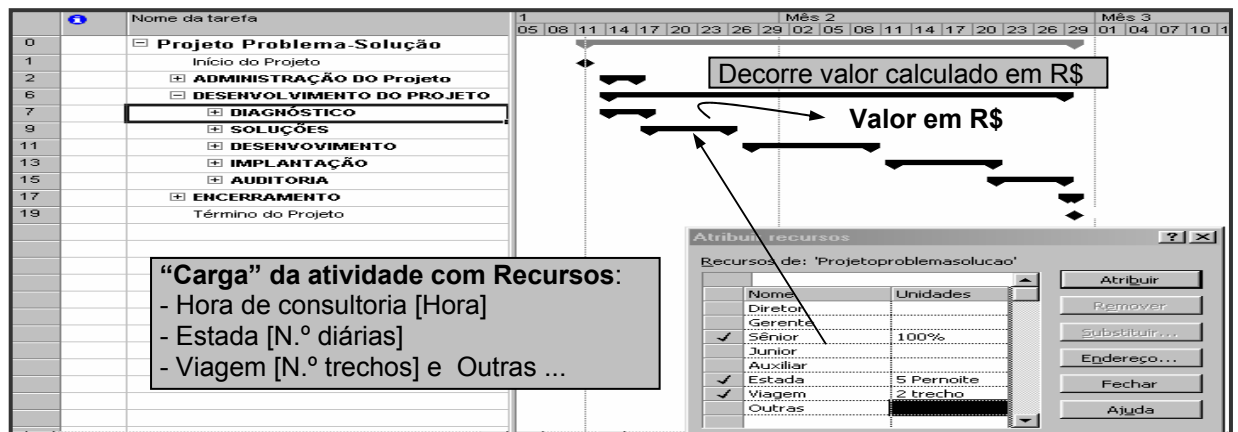 Nome da tarefa
1 Mês 2 Mês 3
05 08 11 14 17 20 23 26 29 02 05 08 11 14 17 20 23 26 29 01 04 07 10 1
0 Projeto Problema-Solução
1 Início do Projeto
2 ADMINISTRAÇÃO DO Projeto
6 DESENVOLVIMENTO DO PROJETO
7 DIAGNÓSTICO
9 SOLUÇÕES
11 DESENVOVIMENTO
13 IMPLANTAÇÃO
15 AUDITORIA
17 ENCERRAMENTO
19 Término do Projeto
Decorre valor calculado em R$
Valor em R$
“Carga” da atividade com Recursos:
- Hora de consultoria [Hora]
- Estada [N.º diárias]
- Viagem [N.º trechos] e Outras ...
Atribuir recursos
Recursos de: 'Projetoproblemasolucao'
Nome Unidades
Diretor
Gerente
Sênior 100%
Junior
Auxiliar
Estada 5 Pernoite
Viagem 2 trecho
Outras
Atribuir
Remover
Substituir...
Endereço...
Fechar
Ajuda